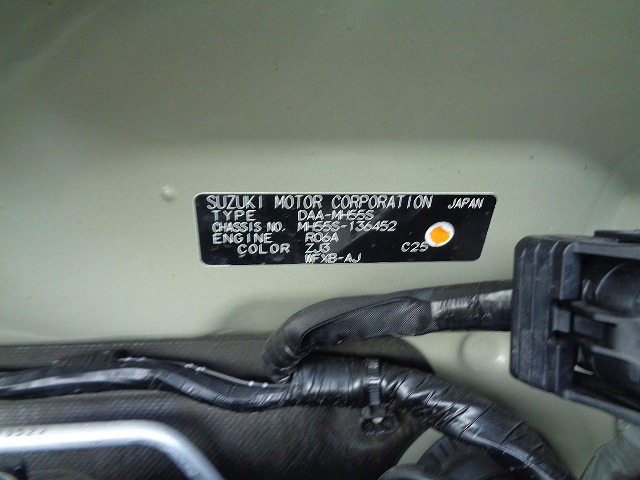 SUZUKI MOTOR CORPORATION JAPAN
TYPE DAA-MH55S
CHASSIS NO. MH55S-136452
ENGINE R06A
COLOR ZJ3 C25
WFXB-AJ